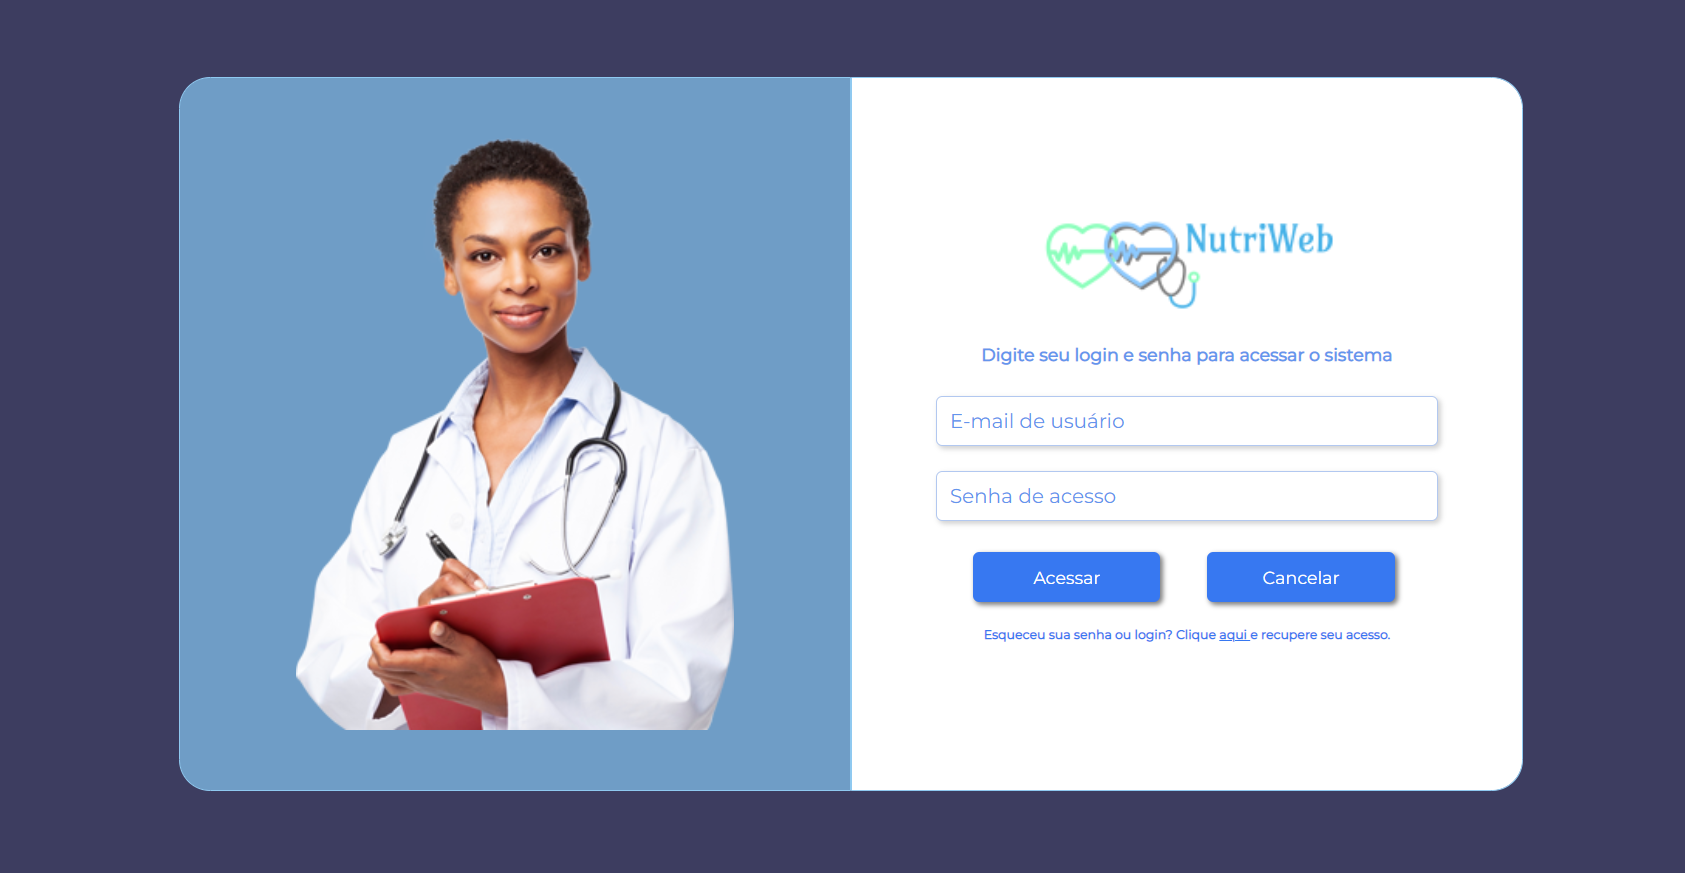 NutriWeb
Digite seu login e senha para acessar o sistema
E-mail de usuário
Senha de acesso
Acessar
Cancelar
Esqueceu sua senha ou login? Clique aqui e recupere seu acesso.